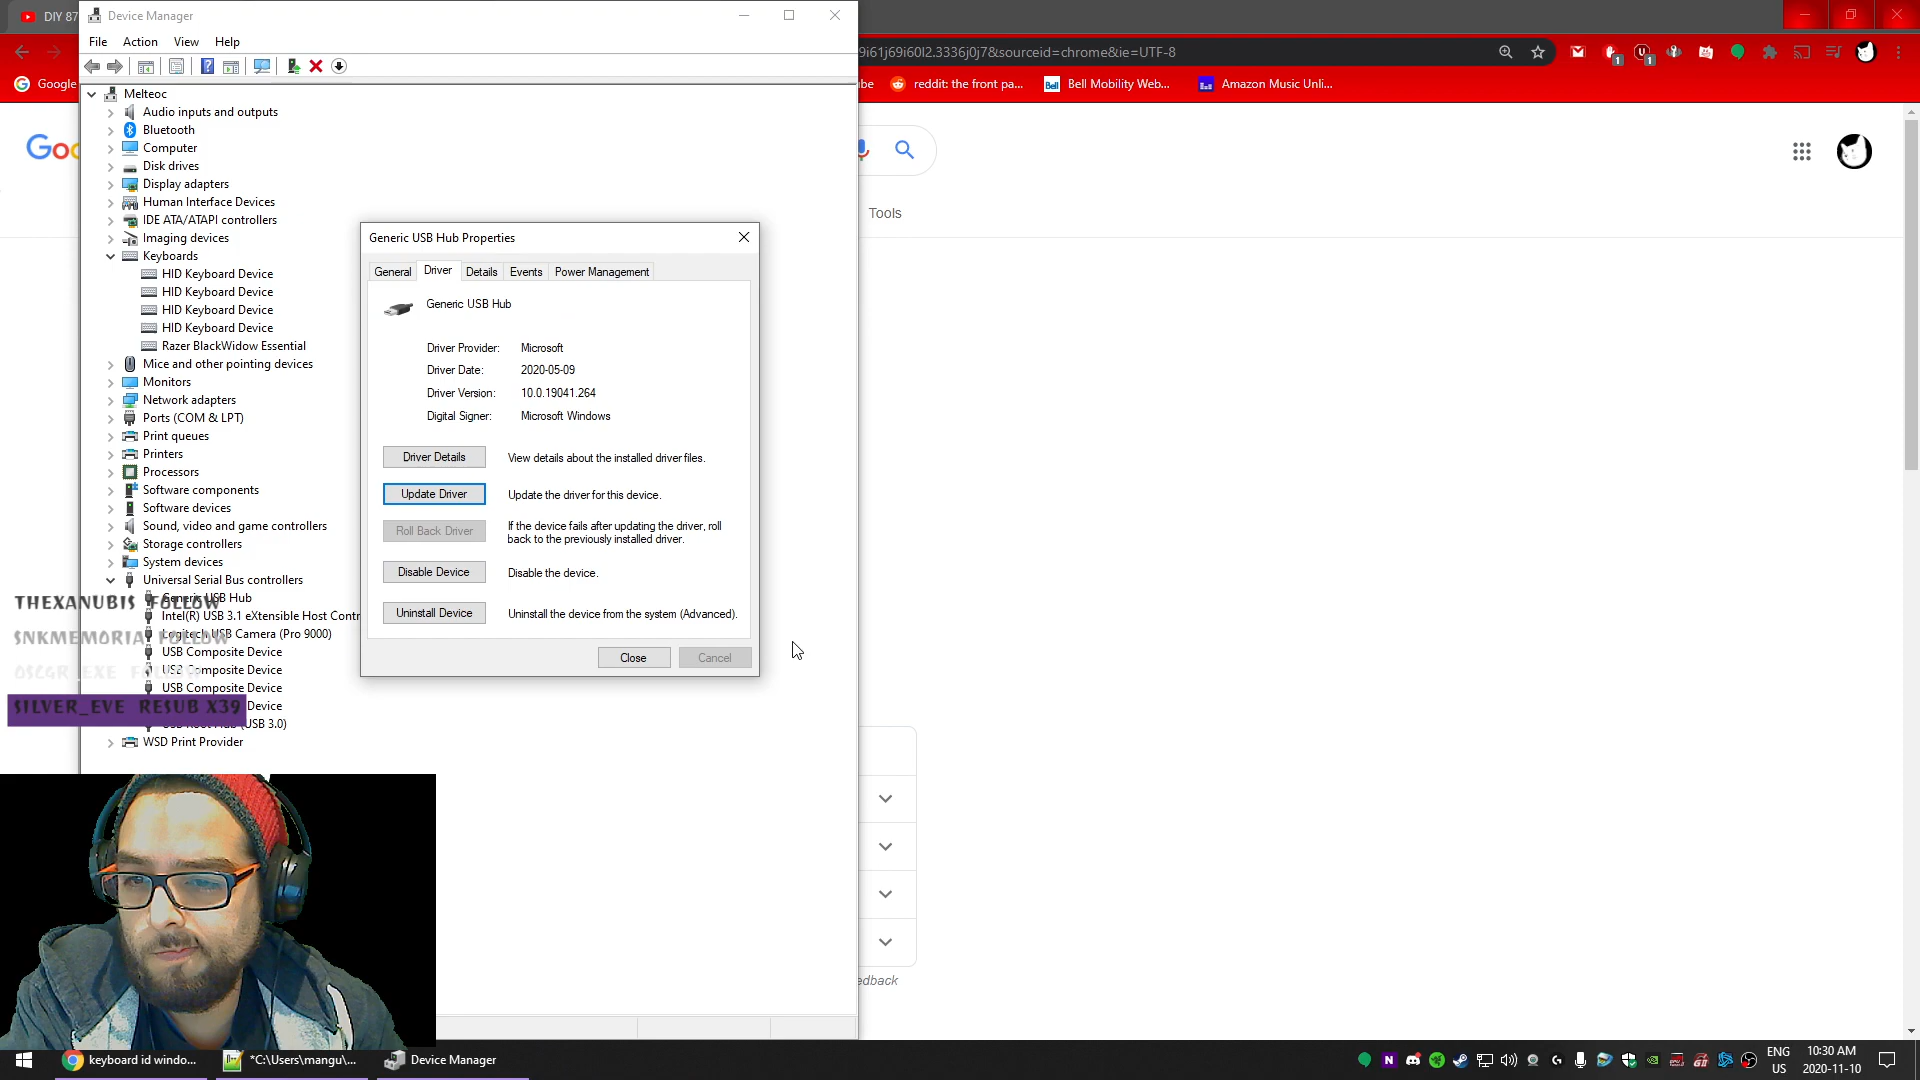 DIY 87
Device Manager
File Action View Help
9i61j69i60l2.3336j0j7&sourceid=chrome&ie=UTF-8
Google
be
reddit: the front pa...
Bell Mobility Web...
Amazon Music Unli...
Melteoc
Audio inputs and outputs
Bluetooth
Computer
Disk drives
Display adapters
Human Interface Devices
IDE ATA/ATAPI controllers
Imaging devices
Keyboards
HID Keyboard Device
HID Keyboard Device
HID Keyboard Device
HID Keyboard Device
Razer BlackWidow Essential
Mice and other pointing devices
Monitors
Network adapters
Ports (COM & LPT)
Print queues
Printers
Processors
Software components
Software devices
Sound, video and game controllers
Storage controllers
System devices
Universal Serial Bus controllers
Generic USB Hub
Intel(R) USB 3.1 eXtensible Host Contr
Logitech USB Camera (Pro 9000)
USB Composite Device
USB Composite Device
USB Composite Device
Device
USB Root Hub (USB 3.0)
WSD Print Provider
THEXANUBIS FOLLOW
SNKMEMORIA FOLLOW
OSCGR_EXE FOLLOW
SILVER_EVE RESUB X39
Generic USB Hub Properties
General Driver Details Events Power Management
Generic USB Hub
Driver Provider: Microsoft
Driver Date: 2020-05-09
Driver Version: 10.0.19041.264
Digital Signer: Microsoft Windows
Driver Details View details about the installed driver files.
Update Driver Update the driver for this device.
Roll Back Driver If the device fails after updating the driver, roll
back to the previously installed driver.
Disable Device Disable the device.
Uninstall Device Uninstall the device from the system (Advanced).
Close Cancel
Goo
Tools
edback
keyboard id windo...
*C:\Users\mangu\...
Device Manager
ENG
US
10:30 AM
2020-11-10